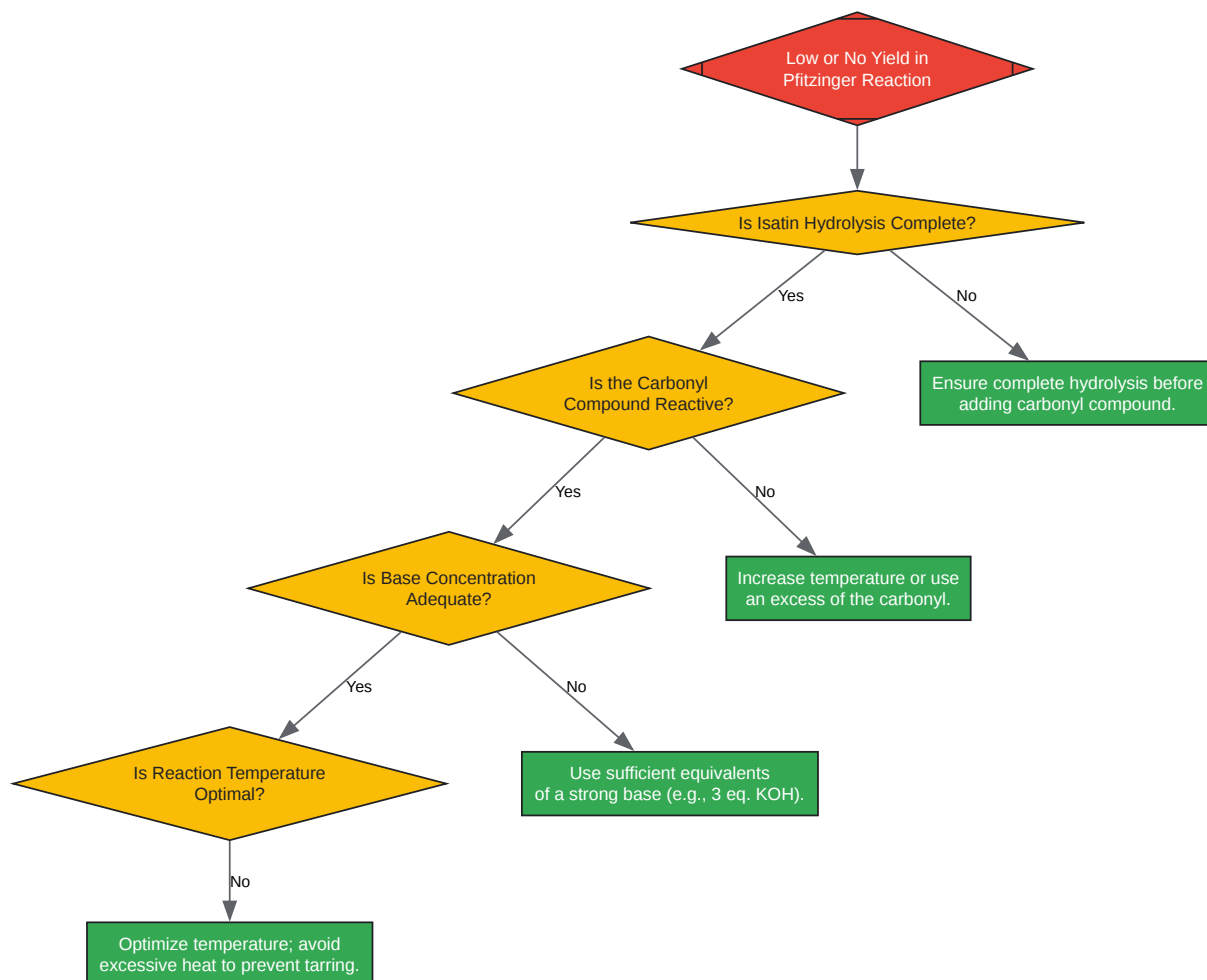 Low or No Yield in
Pfitzinger Reaction
Is Isatin Hydrolysis Complete?
Yes
No
Is the Carbonyl
Compound Reactive?
Ensure complete hydrolysis before
adding carbonyl compound.
Yes
No
Is Base Concentration
Adequate?
Increase temperature or use
an excess of the carbonyl.
Yes
No
Is Reaction Temperature
Optimal?
Use sufficient equivalents
of a strong base (e.g., 3 eq. KOH).
No
Optimize temperature; avoid
excessive heat to prevent tarring.